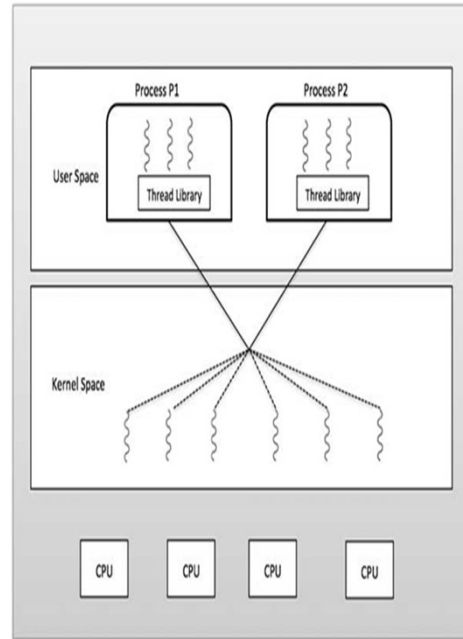 Process P1
Process P2
User Space
Thread Library
Thread Library
Kernel Space
CPU
CPU
CPU
CPU